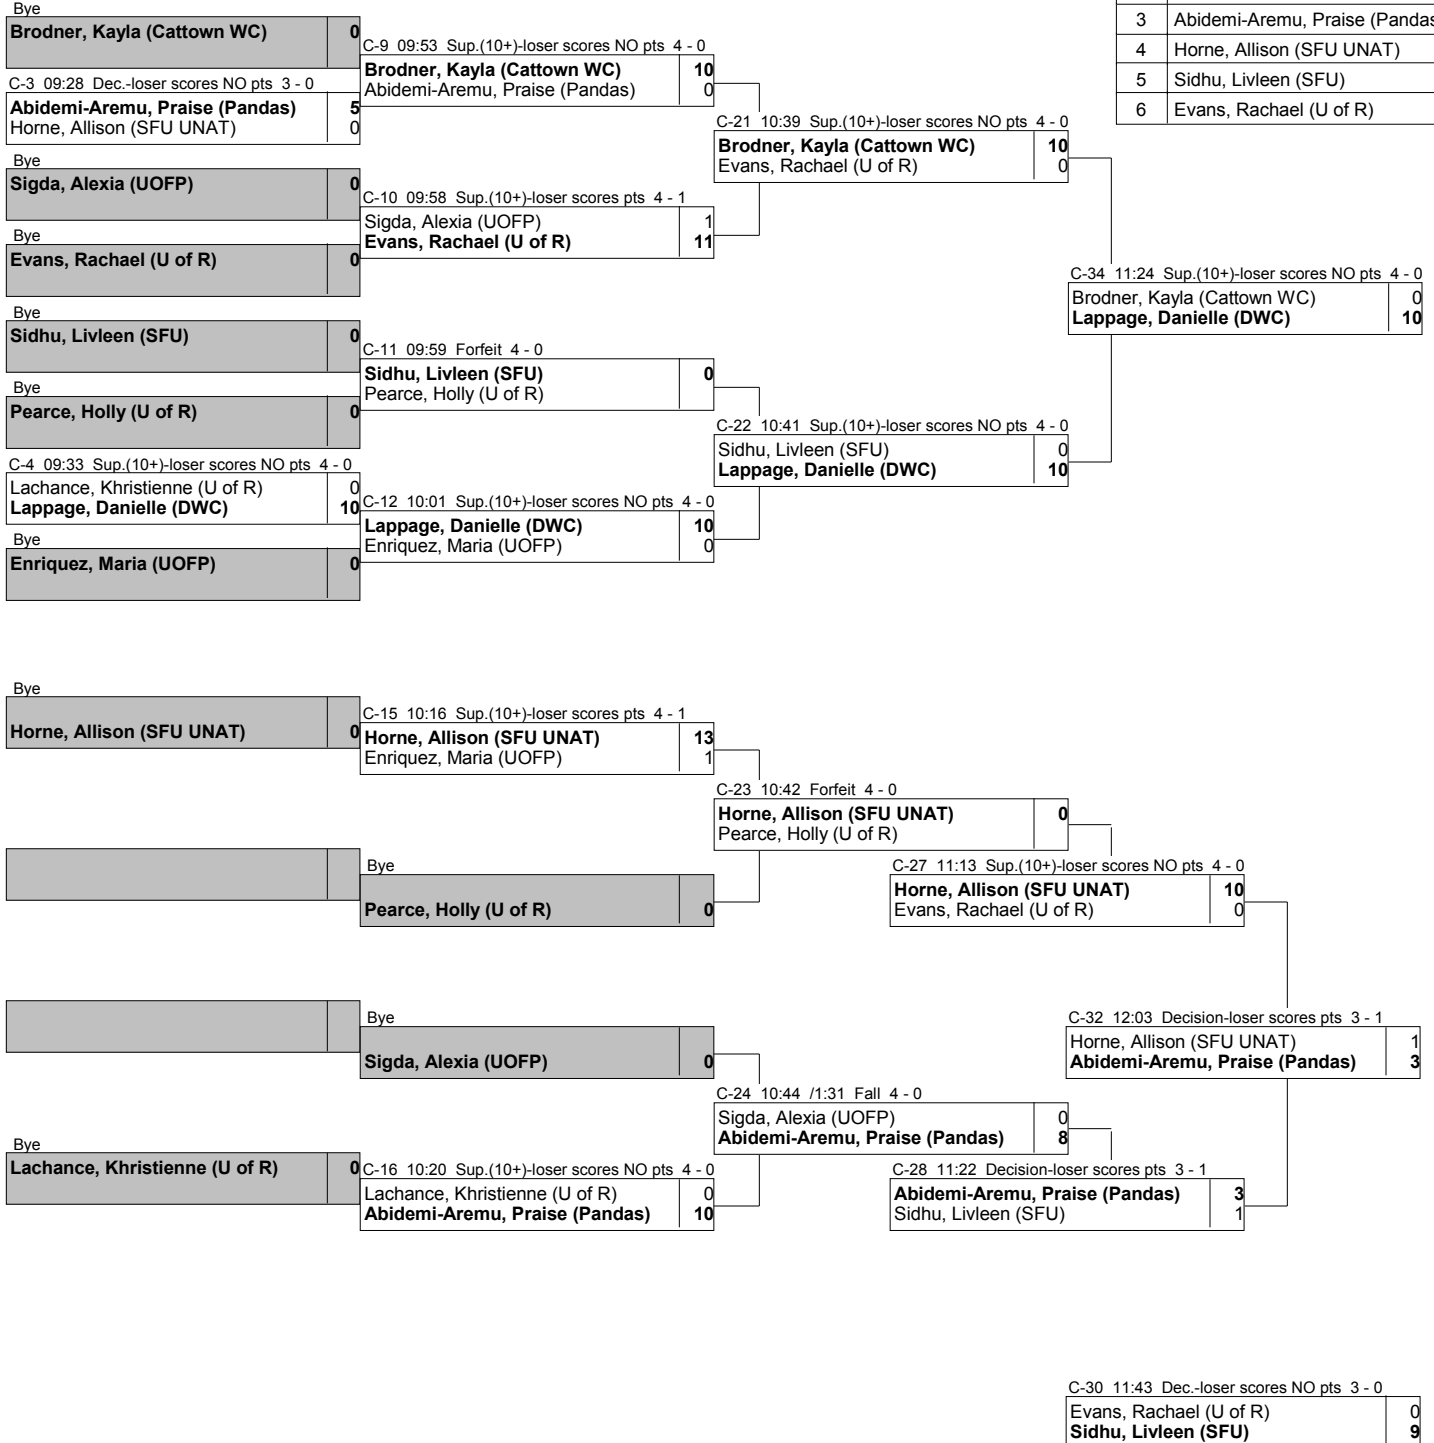 Bye
Brodner, Kayla (Cattown WC) 0
C-3 09:28 Dec.-loser scores NO pts 3 - 0
Abidemi-Aremu, Praise (Pandas) 5
Horne, Allison (SFU UNAT) 0
Bye
Sigda, Alexia (UOFP) 0
Bye
Evans, Rachael (U of R) 0
Bye
Sidhu, Livleen (SFU) 0
Bye
Pearce, Holly (U of R) 0
C-4 09:33 Sup.(10+)-loser scores NO pts 4 - 0
Lachance, Khristienne (U of R) 0
Lappage, Danielle (DWC) 10
Bye
Enriquez, Maria (UOFP) 0
C-9 09:53 Sup.(10+)-loser scores NO pts 4 - 0
Brodner, Kayla (Cattown WC) 10
Abidemi-Aremu, Praise (Pandas) 0
C-10 09:58 Sup.(10+)-loser scores pts 4 - 1
Sigda, Alexia (UOFP) 1
Evans, Rachael (U of R) 11
C-11 09:59 Forfeit 4 - 0
Sidhu, Livleen (SFU) 0
Pearce, Holly (U of R)
C-12 10:01 Sup.(10+)-loser scores NO pts 4 - 0
Lappage, Danielle (DWC) 10
Enriquez, Maria (UOFP) 0
C-21 10:39 Sup.(10+)-loser scores NO pts 4 - 0
Brodner, Kayla (Cattown WC) 10
Evans, Rachael (U of R) 0
C-22 10:41 Sup.(10+)-loser scores NO pts 4 - 0
Sidhu, Livleen (SFU) 0
Lappage, Danielle (DWC) 10
3 Abidemi-Aremu, Praise (Pandas
4 Horne, Allison (SFU UNAT)
5 Sidhu, Livleen (SFU)
6 Evans, Rachael (U of R)
C-34 11:24 Sup.(10+)-loser scores NO pts 4 - 0
Brodner, Kayla (Cattown WC) 0
Lappage, Danielle (DWC) 10
Bye
Horne, Allison (SFU UNAT) 0
Bye
Lachance, Khristienne (U of R) 0
C-15 10:16 Sup.(10+)-loser scores pts 4 - 1
Horne, Allison (SFU UNAT) 13
Enriquez, Maria (UOFP) 1
Bye
Pearce, Holly (U of R) 0
Bye
Sigda, Alexia (UOFP) 0
C-16 10:20 Sup.(10+)-loser scores NO pts 4 - 0
Lachance, Khristienne (U of R) 0
Abidemi-Aremu, Praise (Pandas) 10
C-23 10:42 Forfeit 4 - 0
Horne, Allison (SFU UNAT) 0
Pearce, Holly (U of R)
C-24 10:44 /1:31 Fall 4 - 0
Sigda, Alexia (UOFP) 0
Abidemi-Aremu, Praise (Pandas) 8
C-27 11:13 Sup.(10+)-loser scores NO pts 4 - 0
Horne, Allison (SFU UNAT) 10
Evans, Rachael (U of R) 0
C-28 11:22 Decision-loser scores pts 3 - 1
Abidemi-Aremu, Praise (Pandas) 3
Sidhu, Livleen (SFU) 1
C-32 12:03 Decision-loser scores pts 3 - 1
Horne, Allison (SFU UNAT) 1
Abidemi-Aremu, Praise (Pandas) 3
C-30 11:43 Dec.-loser scores NO pts 3 - 0
Evans, Rachael (U of R) 0
Sidhu, Livleen (SFU) 9